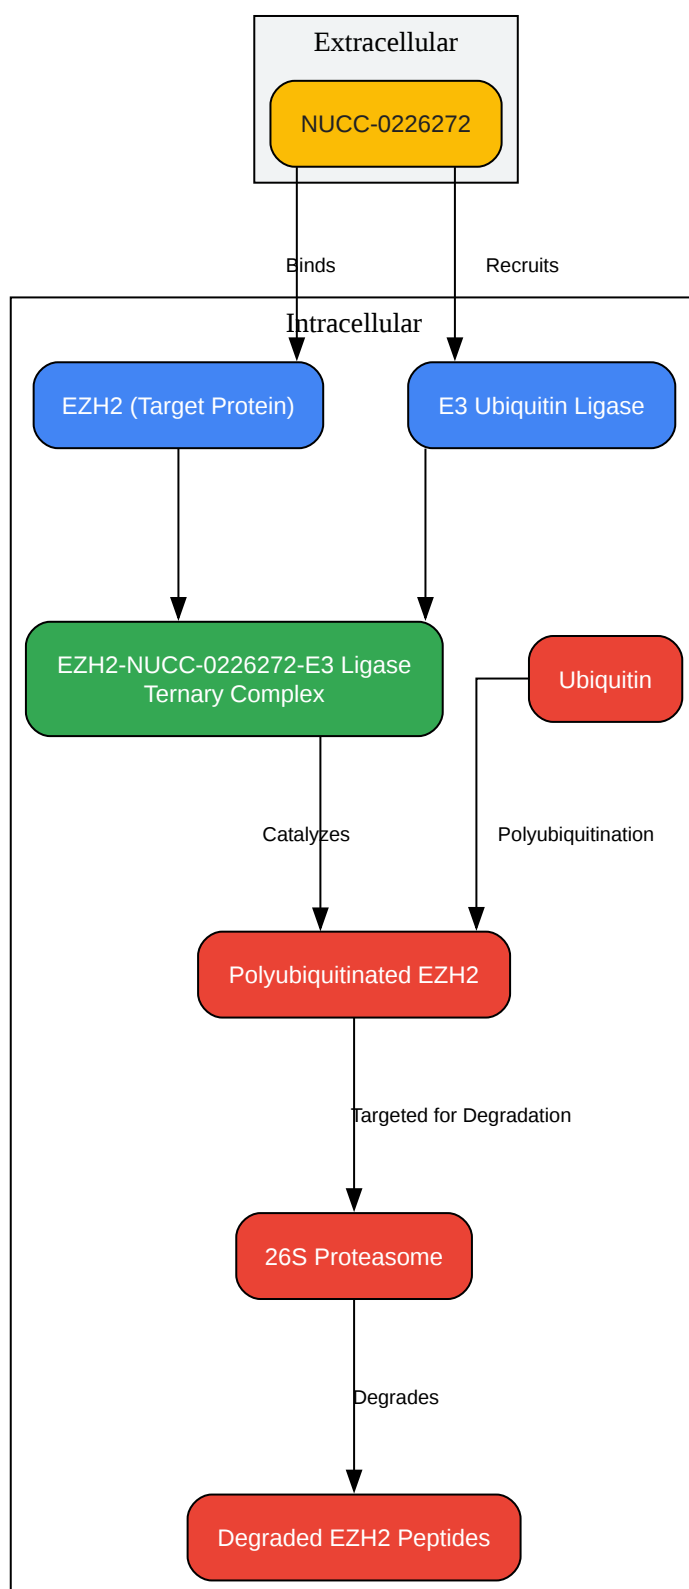 Extracellular
NUCC-0226272
Binds
Recruits
Intracellular
EZH2 (Target Protein)
E3 Ubiquitin Ligase
EZH2-NUCC-0226272-E3 Ligase
Ternary Complex
Ubiquitin
Catalyzes
Polyubiquitination
Polyubiquitinated EZH2
Targeted for Degradation
26S Proteasome
Degrades
Degraded EZH2 Peptides